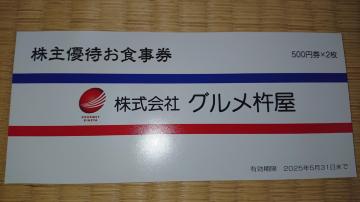 株主優待お食事券
500円券×2枚
GOURMET
KINEYA
株式会社 グルメ杵屋
有効期限 2025年5月31日まで